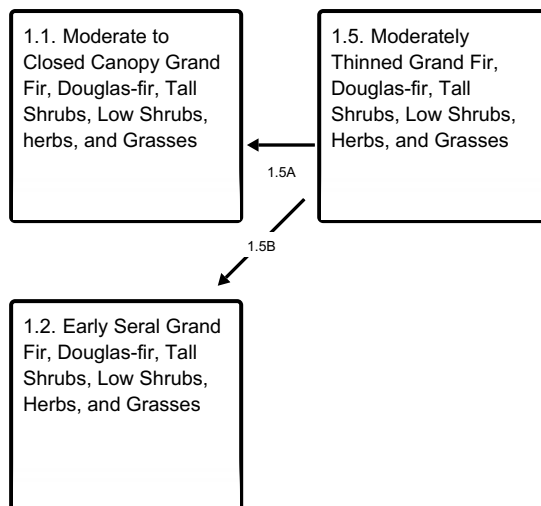 1.1. Moderate to
Closed Canopy Grand
Fir, Douglas-fir, Tall
Shrubs, Low Shrubs,
herbs, and Grasses
1.5. Moderately
Thinned Grand Fir,
Douglas-fir, Tall
Shrubs, Low Shrubs,
Herbs, and Grasses
1.5A
1.5B
1.2. Early Seral Grand
Fir, Douglas-fir, Tall
Shrubs, Low Shrubs,
Herbs, and Grasses